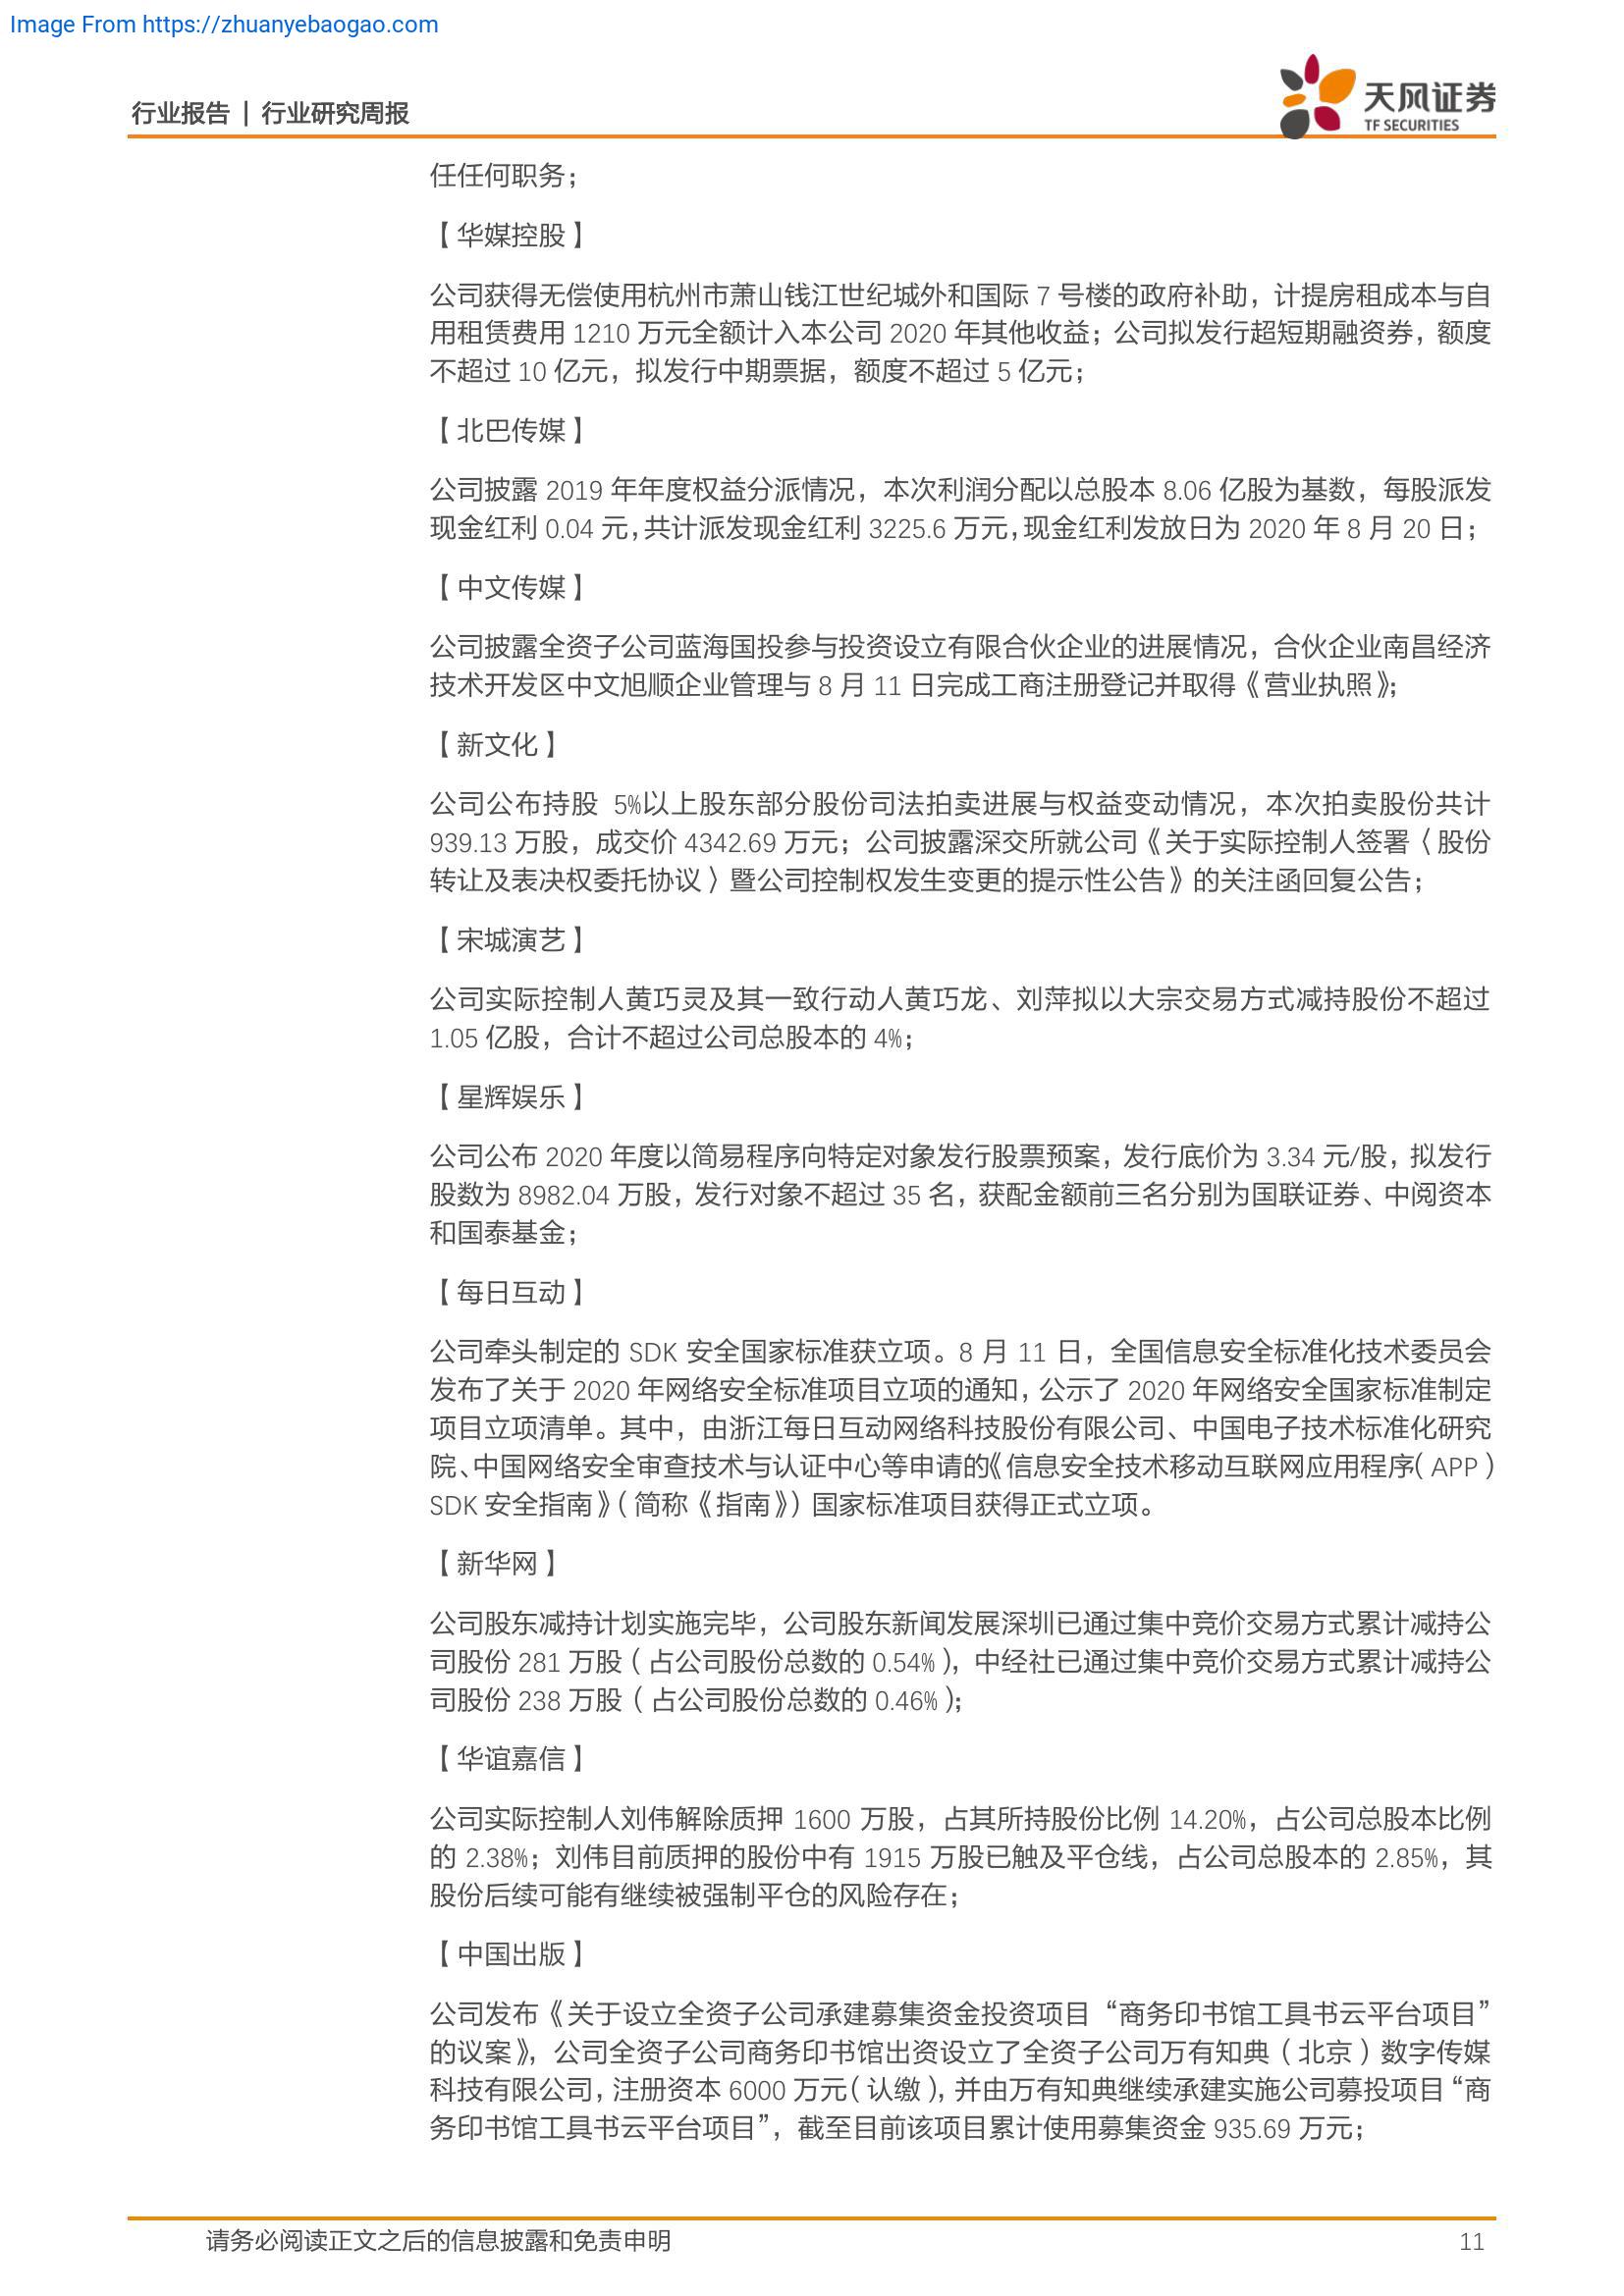 Image From https://zhuanyebaogao.com
行业报告 | 行业研究周报
天风证券
TF SECURITIES
任任何职务；
【华媒控股】
公司获得无偿使用杭州市萧山钱江世纪城外和国际 7 号楼的政府补助，计提房租成本与自
用租赁费用 1210 万元全额计入本公司 2020 年其他收益；公司拟发行超短期融资券，额度
不超过 10 亿元，拟发行中期票据，额度不超过 5 亿元；
【北巴传媒】
公司披露 2019 年年度权益分派情况，本次利润分配以总股本 8.06 亿股为基数，每股派发
现金红利 0.04 元，共计派发现金红利 3225.6 万元，现金红利发放日为 2020 年 8 月 20 日；
【中文传媒】
公司披露全资子公司蓝海国投参与投资设立有限合伙企业的进展情况，合伙企业南昌经济
技术开发区中文旭顺企业管理与 8 月 11 日完成工商注册登记并取得《营业执照》；
【新文化】
公司公布持股 5%以上股东部分股份司法拍卖进展与权益变动情况，本次拍卖股份共计
939.13 万股，成交价 4342.69 万元；公司披露深交所就公司《关于实际控制人签署〈股份
转让及表决权委托协议〉暨公司控制权发生变更的提示性公告》的关注函回复公告；
【宋城演艺】
公司实际控制人黄巧灵及其一致行动人黄巧龙、刘萍拟以大宗交易方式减持股份不超过
1.05 亿股，合计不超过公司总股本的 4%；
【星辉娱乐】
公司公布 2020 年度以简易程序向特定对象发行股票预案，发行底价为 3.34 元/股，拟发行
股数为 8982.04 万股，发行对象不超过 35 名，获配金额前三名分别为国联证券、中阅资本
和国泰基金；
【每日互动】
公司牵头制定的 SDK 安全国家标准获立项。8 月 11 日，全国信息安全标准化技术委员会
发布了关于 2020 年网络安全标准项目立项的通知，公示了 2020 年网络安全国家标准制定
项目立项清单。其中，由浙江每日互动网络科技股份有限公司、中国电子技术标准化研究
院、中国网络安全审查技术与认证中心等申请的《信息安全技术移动互联网应用程序（APP）
SDK 安全指南》（简称《指南》）国家标准项目获得正式立项。
【新华网】
公司股东减持计划实施完毕，公司股东新闻发展深圳已通过集中竞价交易方式累计减持公
司股份 281 万股（占公司股份总数的 0.54%），中经社已通过集中竞价交易方式累计减持公
司股份 238 万股（占公司股份总数的 0.46%）；
【华谊嘉信】
公司实际控制人刘伟解除质押 1600 万股，占其所持股份比例 14.20%，占公司总股本比例
的 2.38%；刘伟目前质押的股份中有 1915 万股已触及平仓线，占公司总股本的 2.85%，其
股份后续可能有继续被强制平仓的风险存在；
【中国出版】
公司发布《关于设立全资子公司承建募集资金投资项目 “商务印书馆工具书云平台项目”
的议案》，公司全资子公司商务印书馆出资设立了全资子公司万有知典（北京）数字传媒
科技有限公司，注册资本 6000 万元（认缴），并由万有知典继续承建实施公司募投项目“商
务印书馆工具书云平台项目”，截至目前该项目累计使用募集资金 935.69 万元；
请务必阅读正文之后的信息披露和免责申明
11